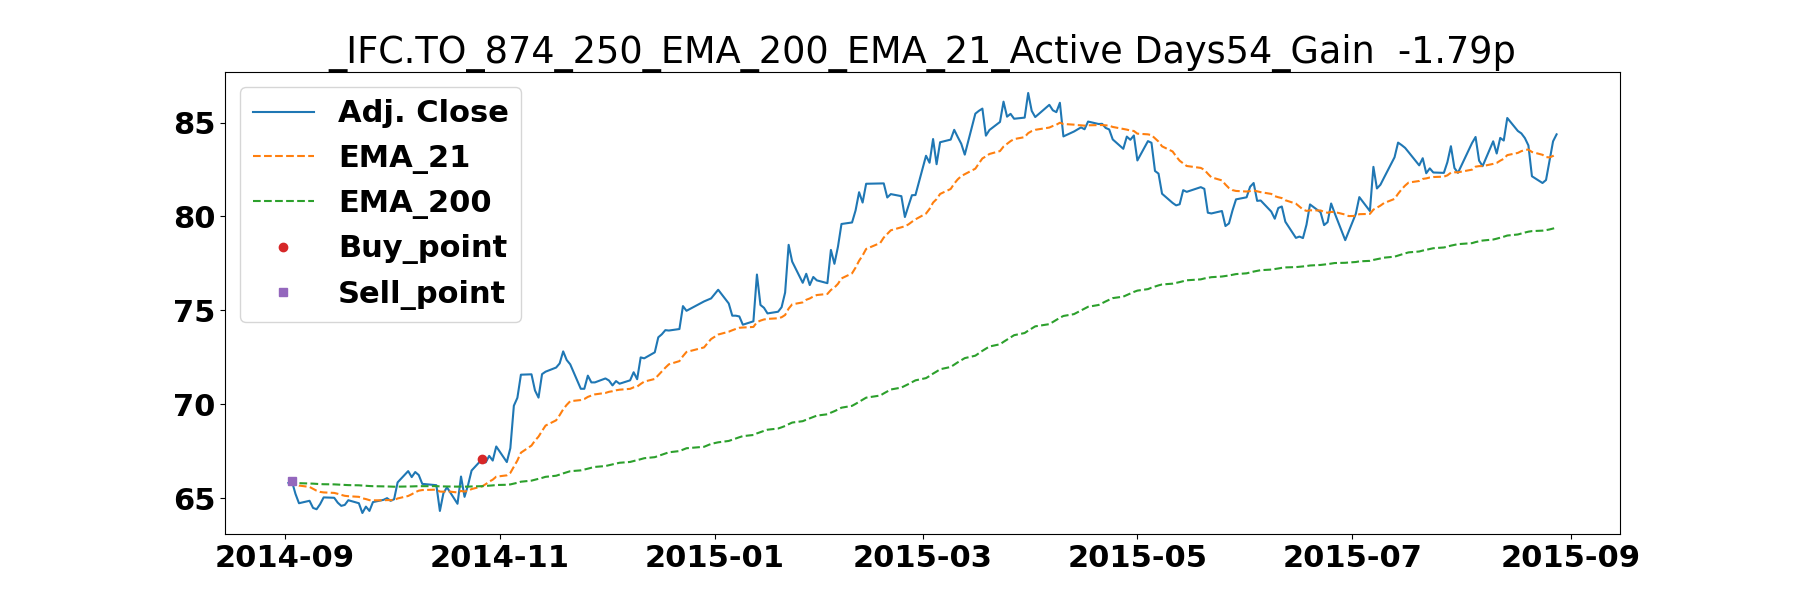 _IFC.TO_874_250_EMA_200_EMA_21_Active Days54_Gain  -1.79p
Adj. Close
EMA_21
EMA_200
Buy_point
Sell_point
85
80
75
70
65
2014-09 2014-11 2015-01 2015-03 2015-05 2015-07 2015-09